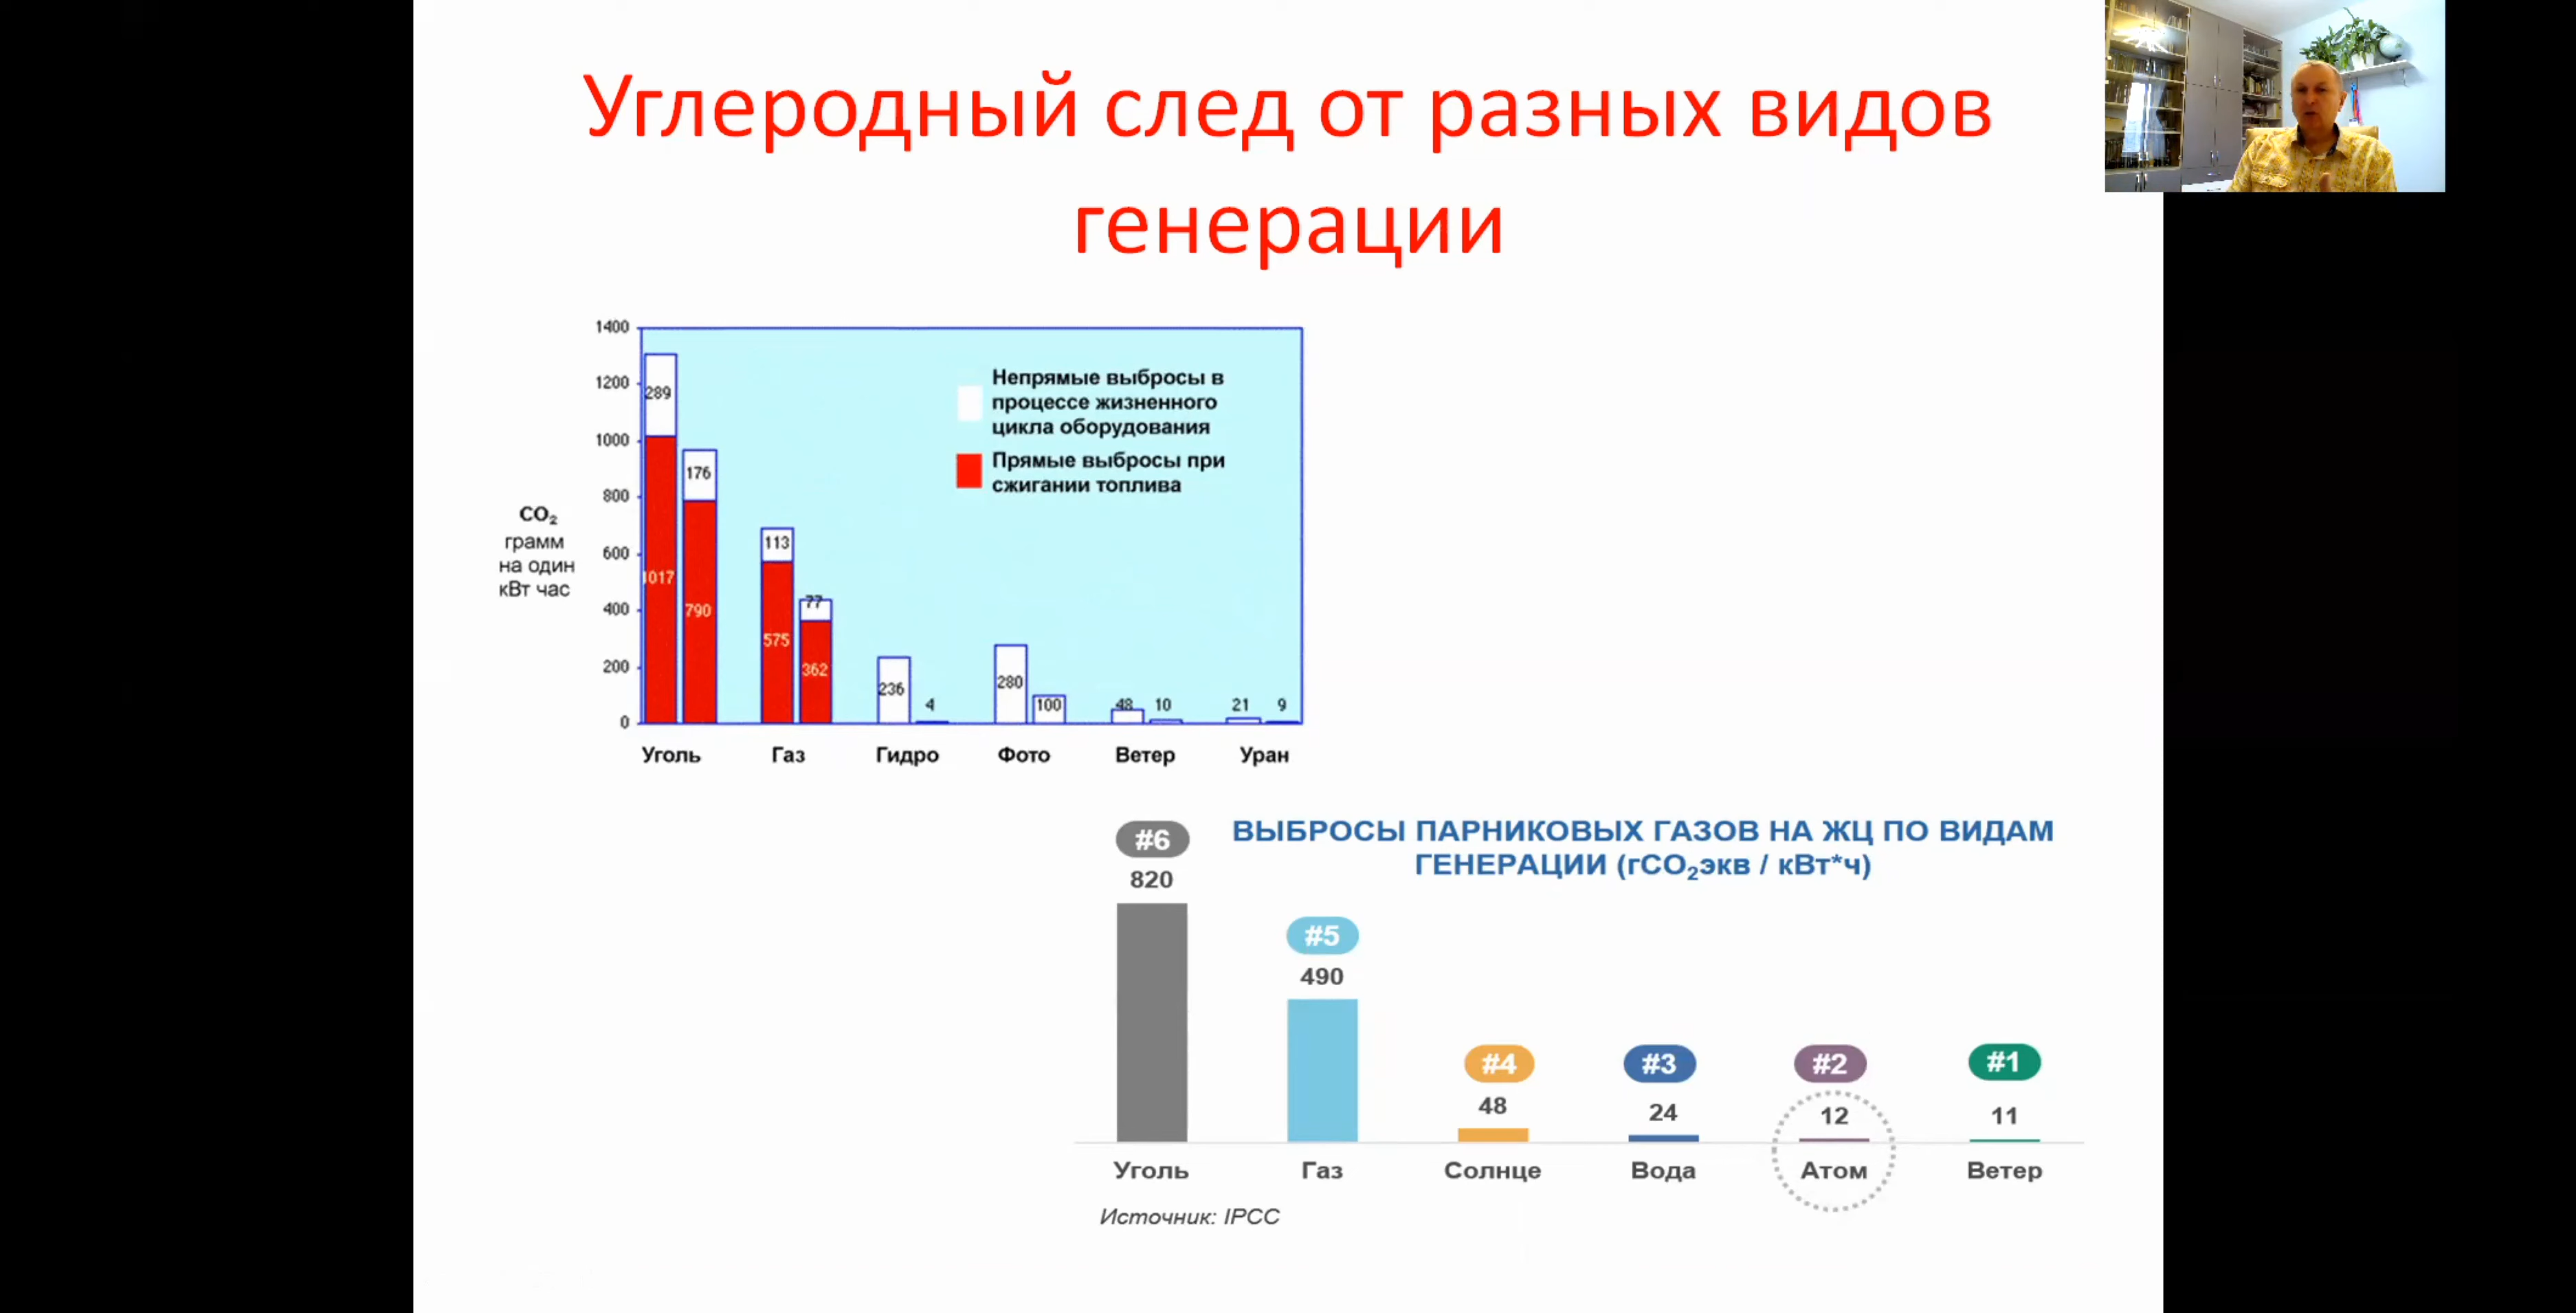 Углеродный след от разных видов
генерации
1400
1200
1000
800
600
400
200
0
CO₂
грамм
на один
кВт час
Непрямые выбросы в
процессе жизненного
цикла оборудования
Прямые выбросы при
сжигании топлива
289
1017
176
790
113
575
77
362
236
4
280
100
48
10
21
9
Уголь Газ Гидро Фото Ветер Уран
ВЫБРОСЫ ПАРНИКОВЫХ ГАЗОВ НА ЖЦ ПО ВИДАМ
ГЕНЕРАЦИИ (гCO₂экв / кВт*ч)
#6
820
#5
490
#4
48
#3
24
#2
12
#1
11
Уголь Газ Солнце Вода Атом Ветер
Источник: IPCC